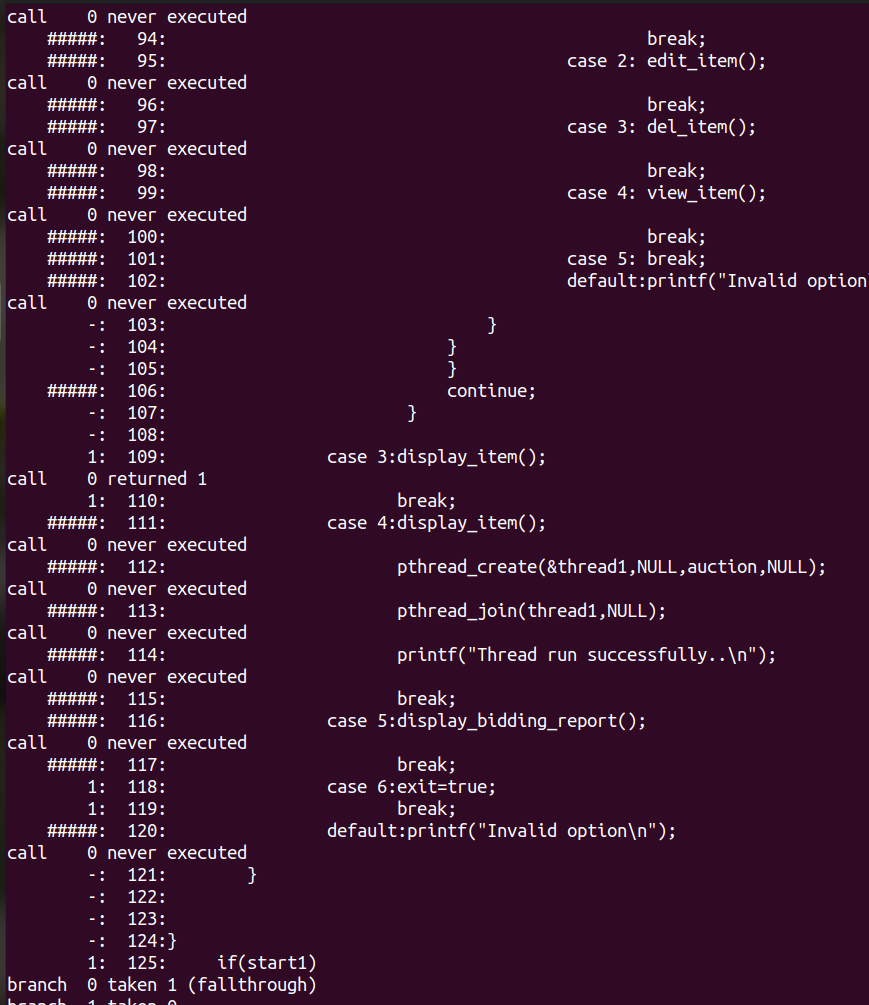 call    0 never executed
    #####:   94:                                                break;
    #####:   95:                                        case 2: edit_item();
call    0 never executed
    #####:   96:                                                break;
    #####:   97:                                        case 3: del_item();
call    0 never executed
    #####:   98:                                                break;
    #####:   99:                                        case 4: view_item();
call    0 never executed
    #####:  100:                                                break;
    #####:  101:                                        case 5: break;
    #####:  102:                                        default:printf("Invalid option
call    0 never executed
        -:  103:                                }
        -:  104:                            }
        -:  105:                            }
    #####:  106:                            continue;
        -:  107:                        }
        -:  108:
        1:  109:                case 3:display_item();
call    0 returned 1
        1:  110:                       break;
    #####:  111:                case 4:display_item();
call    0 never executed
    #####:  112:                       pthread_create(&thread1,NULL,auction,NULL);
call    0 never executed
    #####:  113:                       pthread_join(thread1,NULL);
call    0 never executed
    #####:  114:                       printf("Thread run successfully..\n");
call    0 never executed
    #####:  115:                       break;
    #####:  116:                case 5:display_bidding_report();
call    0 never executed
    #####:  117:                       break;
        1:  118:                case 6:exit=true;
        1:  119:                       break;
    #####:  120:                default:printf("Invalid option\n");
call    0 never executed
        -:  121:        }
        -:  122:
        -:  123:
        -:  124:}
        1:  125:     if(start1)
branch  0 taken 1 (fallthrough)
branch  1 taken 0